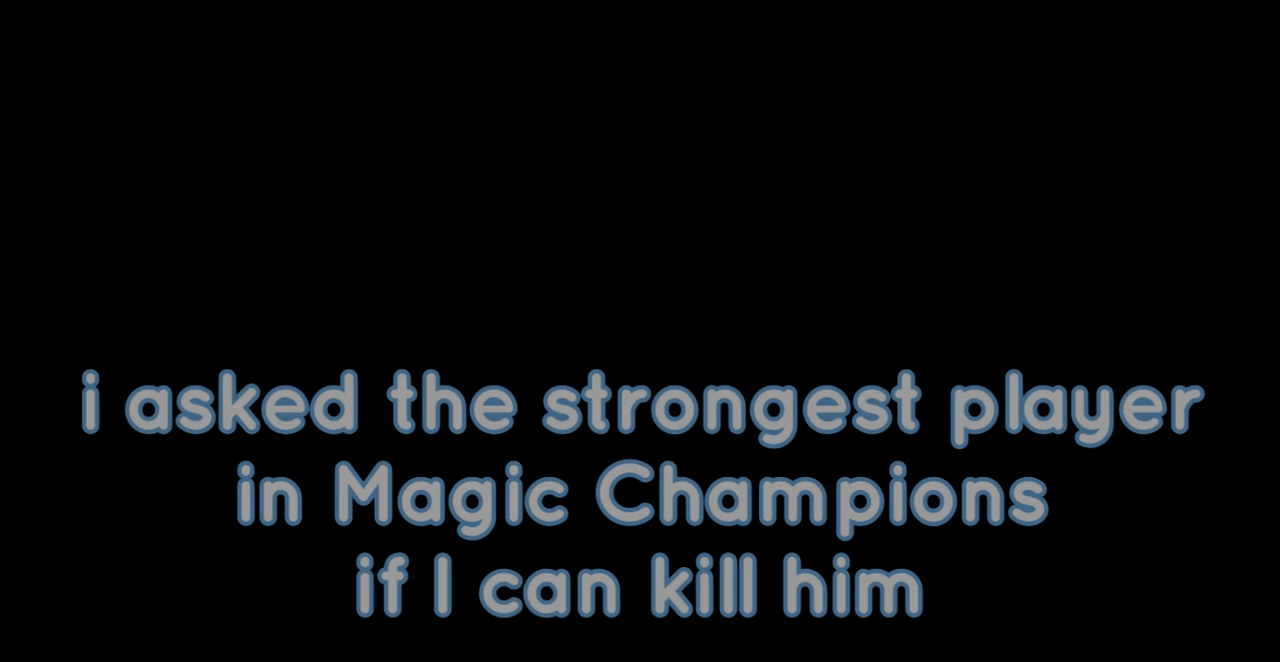 i asked the strongest player
in Magic Champions
if I can kill him